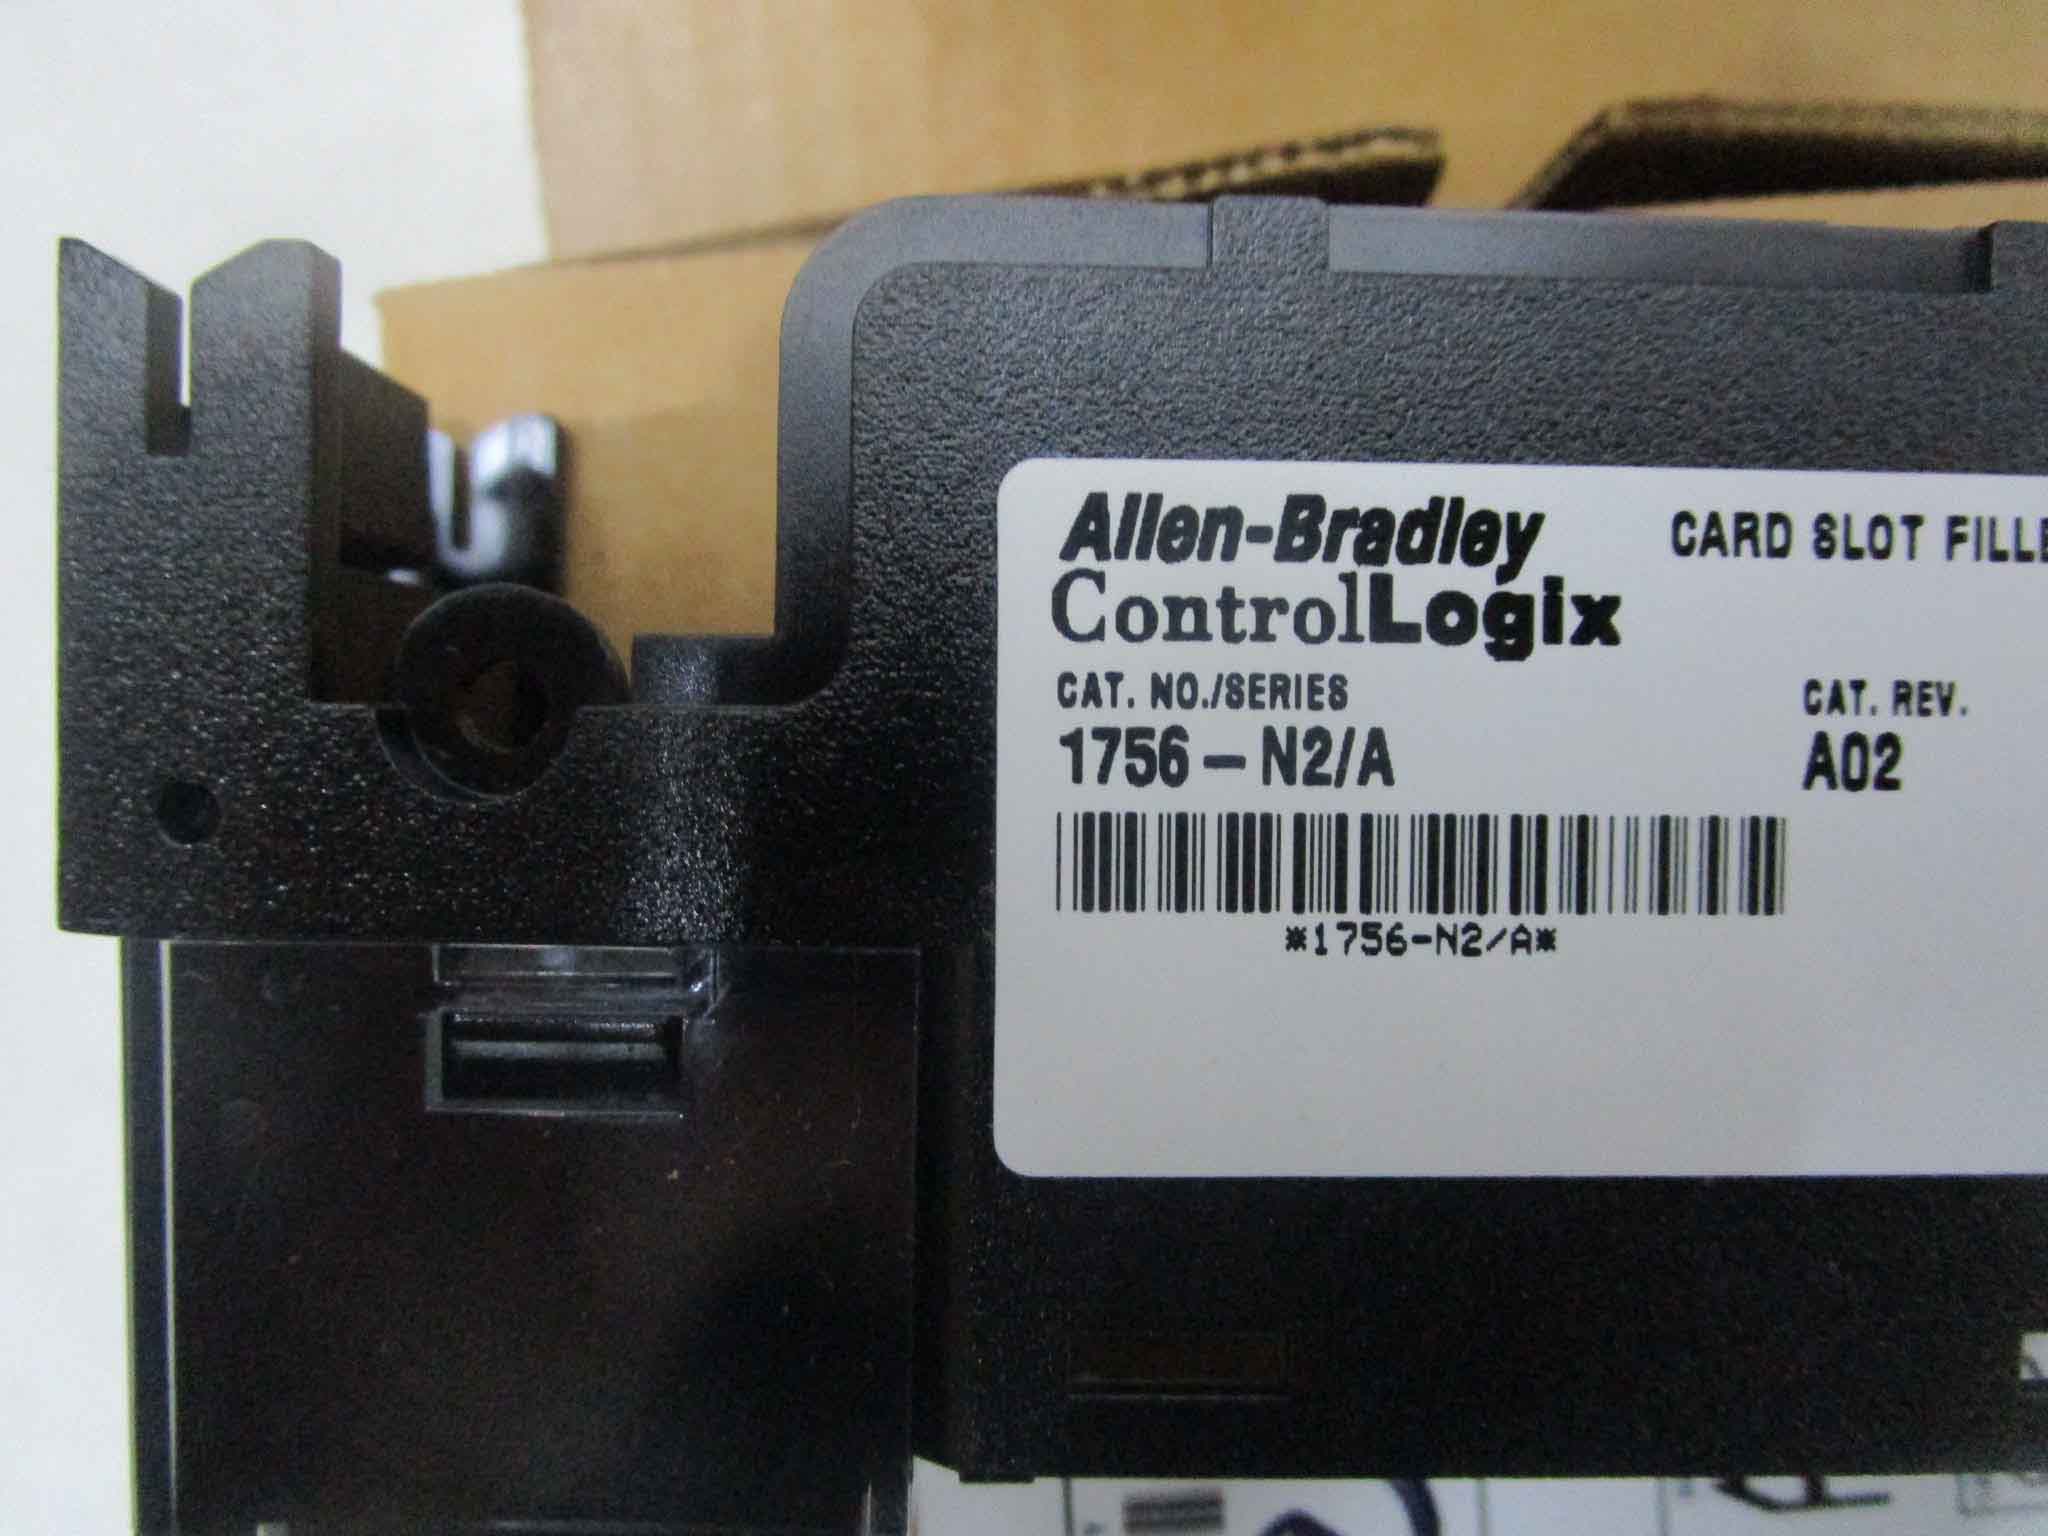 Allen-Bradley
CARD SLOT FILLE
ControlLogix
CAT. NO./SERIES
CAT. REV.
1756-N2/A
A02
*1756-N2/A*